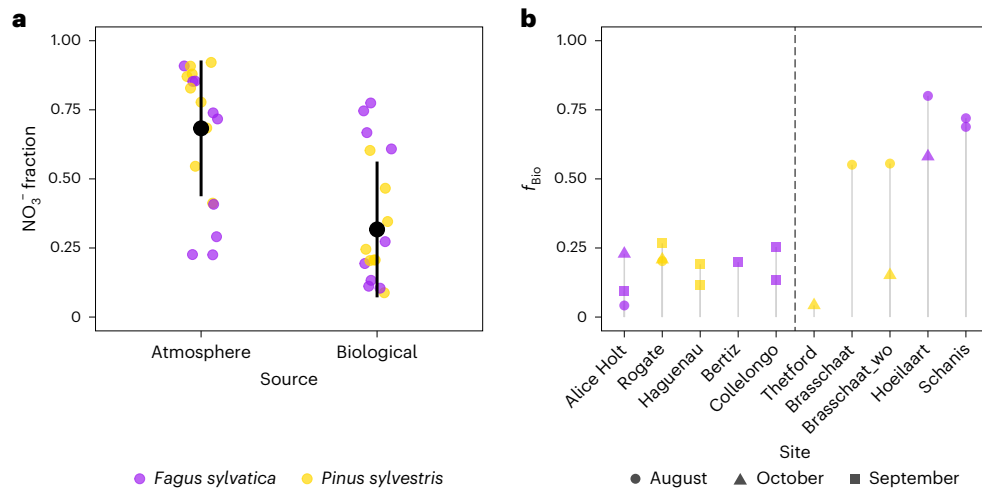 a
1.00
0.75
0.50
0.25
0
NO3− fraction
Atmosphere
Biological
Source
b
1.00
0.75
0.50
0.25
0
fBio
Alice Holt
Rogate
Haguenau
Bertiz
Collelongo
Thetford
Brasschaat
Brasschaat_wo
Hoeilaart
Schanis
Site
Fagus sylvatica Pinus sylvestris
August October September